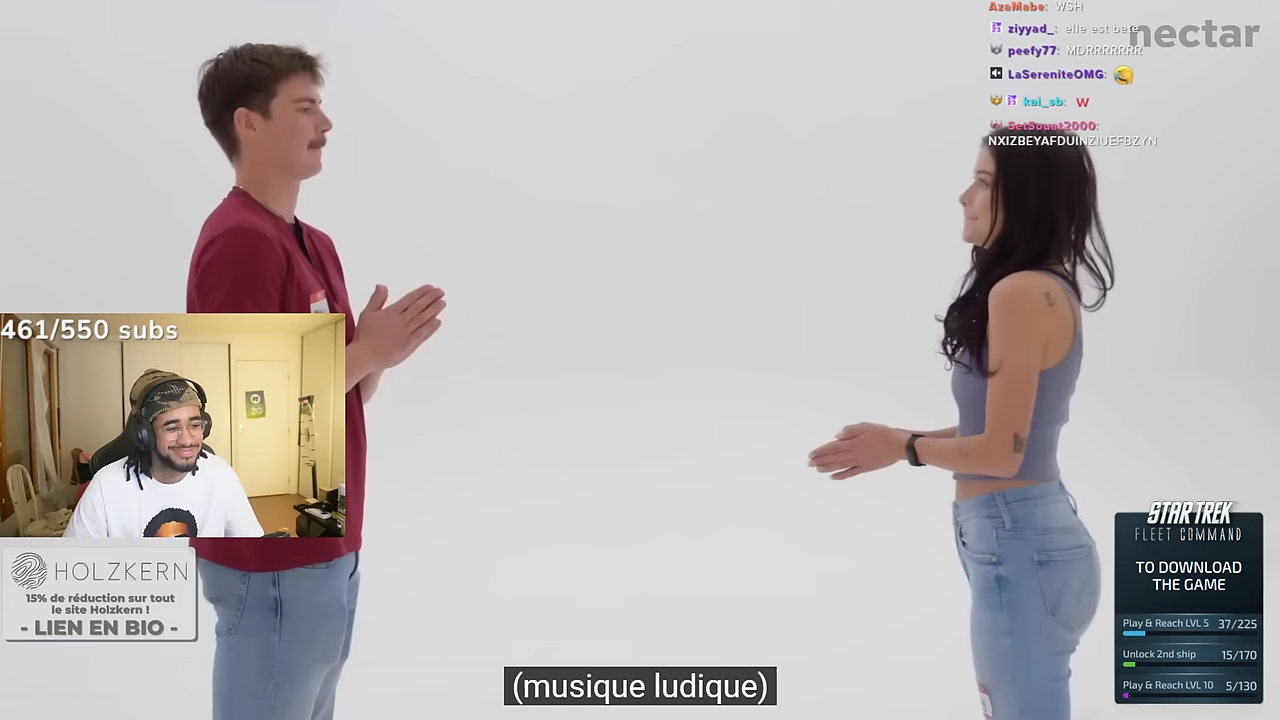 AzaMabe: WSH
ziyyad_: elle est bete
nectar
peefy77: MDRRRRRRR
LaSereniteOMG:
kai_sb: W
SetSouat2000:
NXIZBEYAFDUINZIUEFBZYN
461/550 subs
20
HOLZKERN
15% de réduction sur tout
le site Holzkern !
- LIEN EN BIO -
STAR TREK
FLEET COMMAND
TO DOWNLOAD
THE GAME
Play & Reach LVL 5 37/225
Unlock 2nd ship 15/170
Play & Reach LVL 10 5/130
(musique ludique)